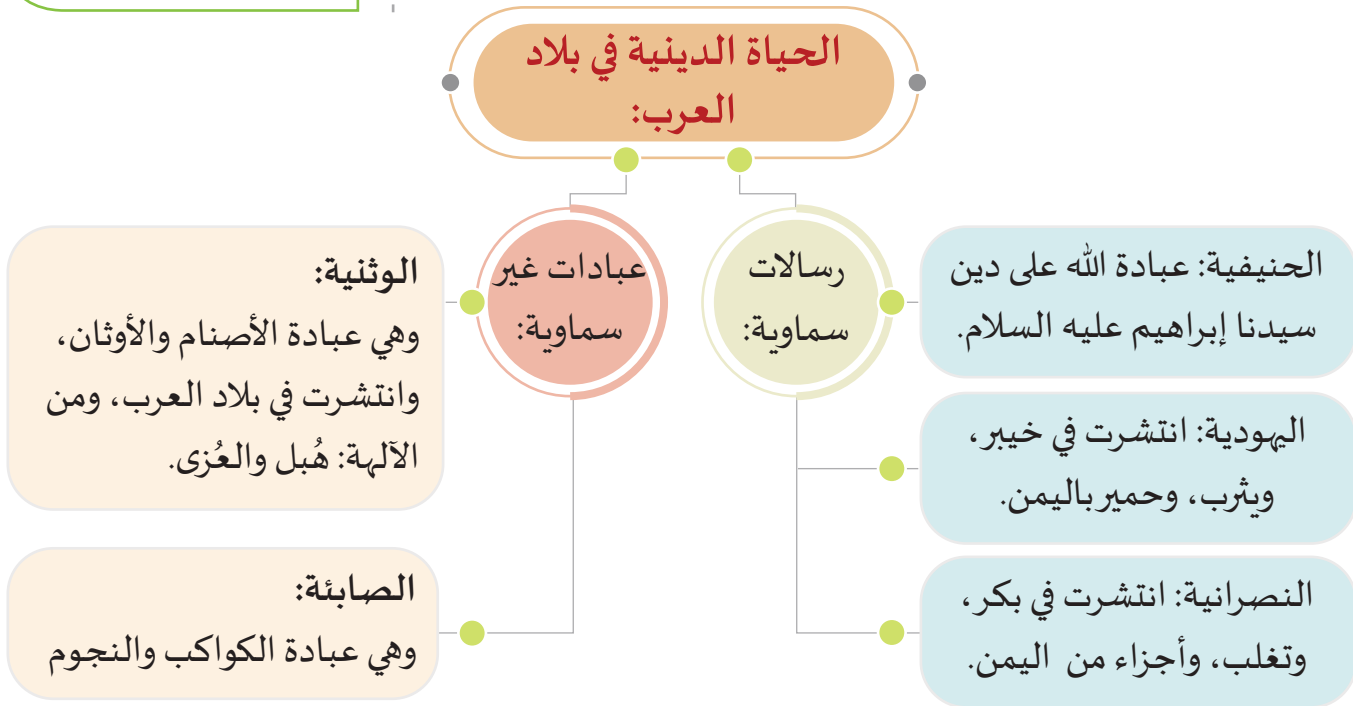 الحياة الدينية في بلاد
العرب:
رسالات
سماوية:
الحنيفية: عبادة الله على دين
سيدنا إبراهيم عليه السلام.
اليهودية: انتشرت في خيبر،
ويثرب، وحمير باليمن.
النصرانية: انتشرت في بكر،
وتغلب، وأجزاء من اليمن.
عبادات غير
سماوية:
الوثنية:
وهي عبادة الأصنام والأوثان،
وانتشرت في بلاد العرب، ومن
الآلهة: هُبل والعُزى.
الصابئة:
وهي عبادة الكواكب والنجوم